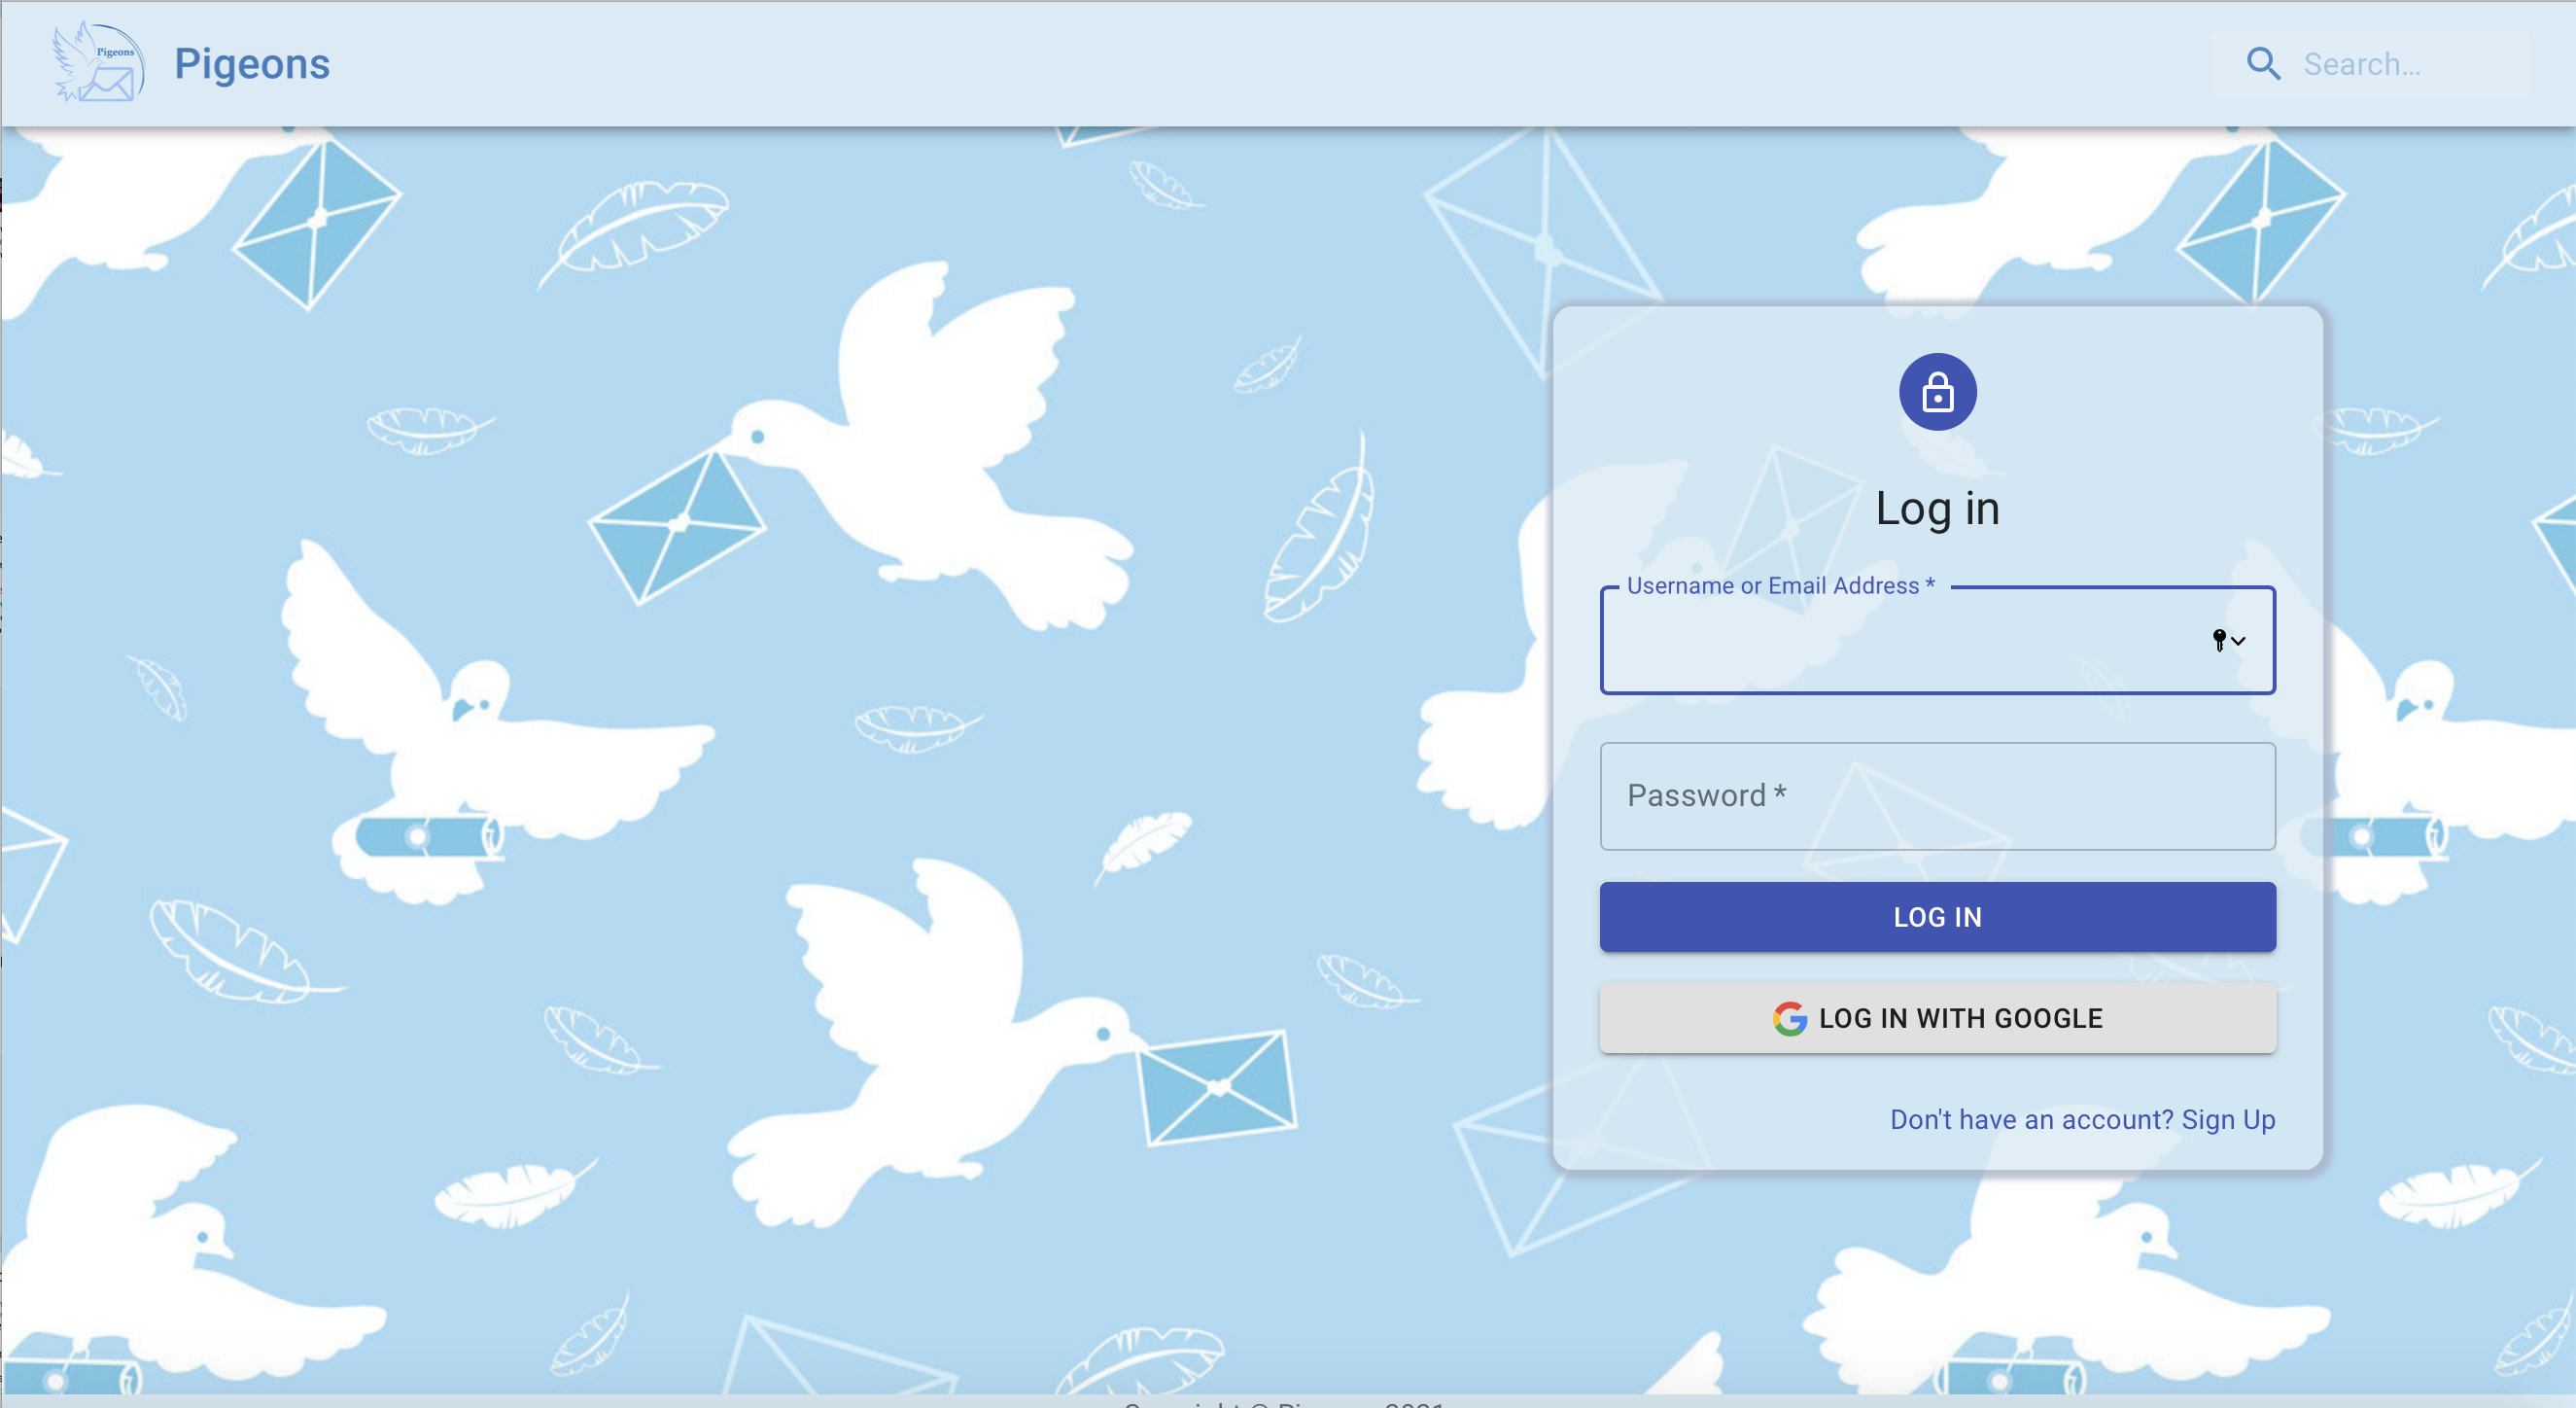 Pigeons
Pigeons
Search...
Log in
Username or Email Address *
Password *
LOG IN
LOG IN WITH GOOGLE
Don't have an account? Sign Up